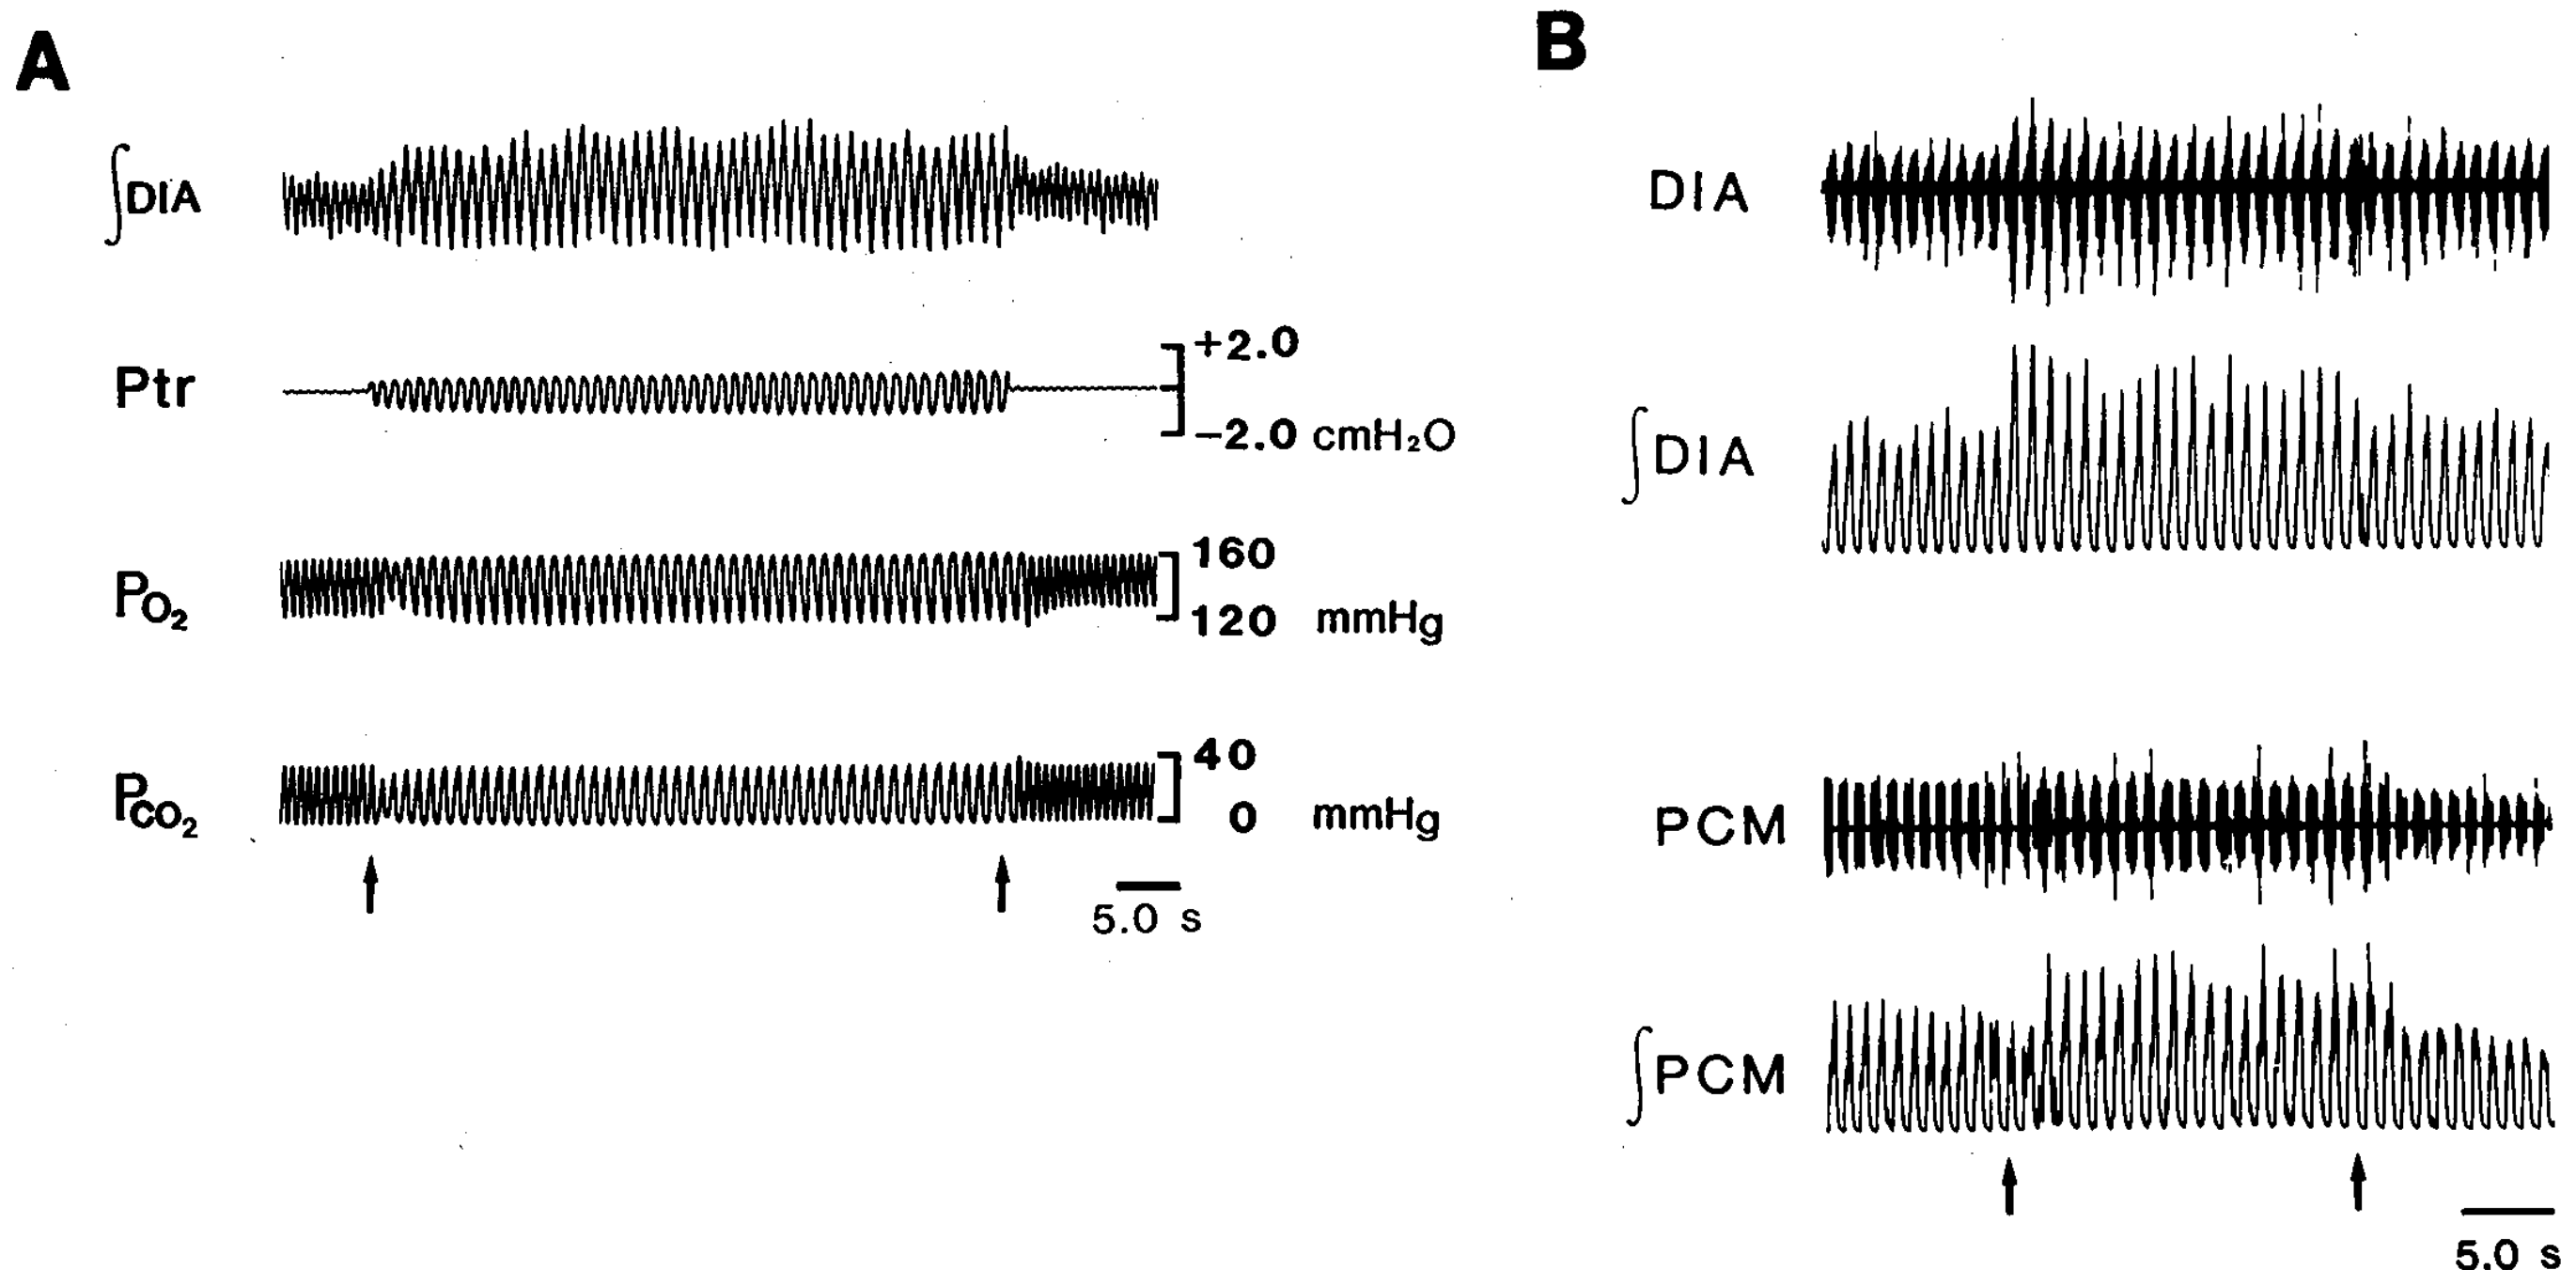 A
∫DIA
Ptr
+2.0
−2.0 cmH₂O
PO₂
160
120 mmHg
PCO₂
40
0 mmHg
5.0 s
B
DIA
∫DIA
PCM
∫PCM
5.0 s